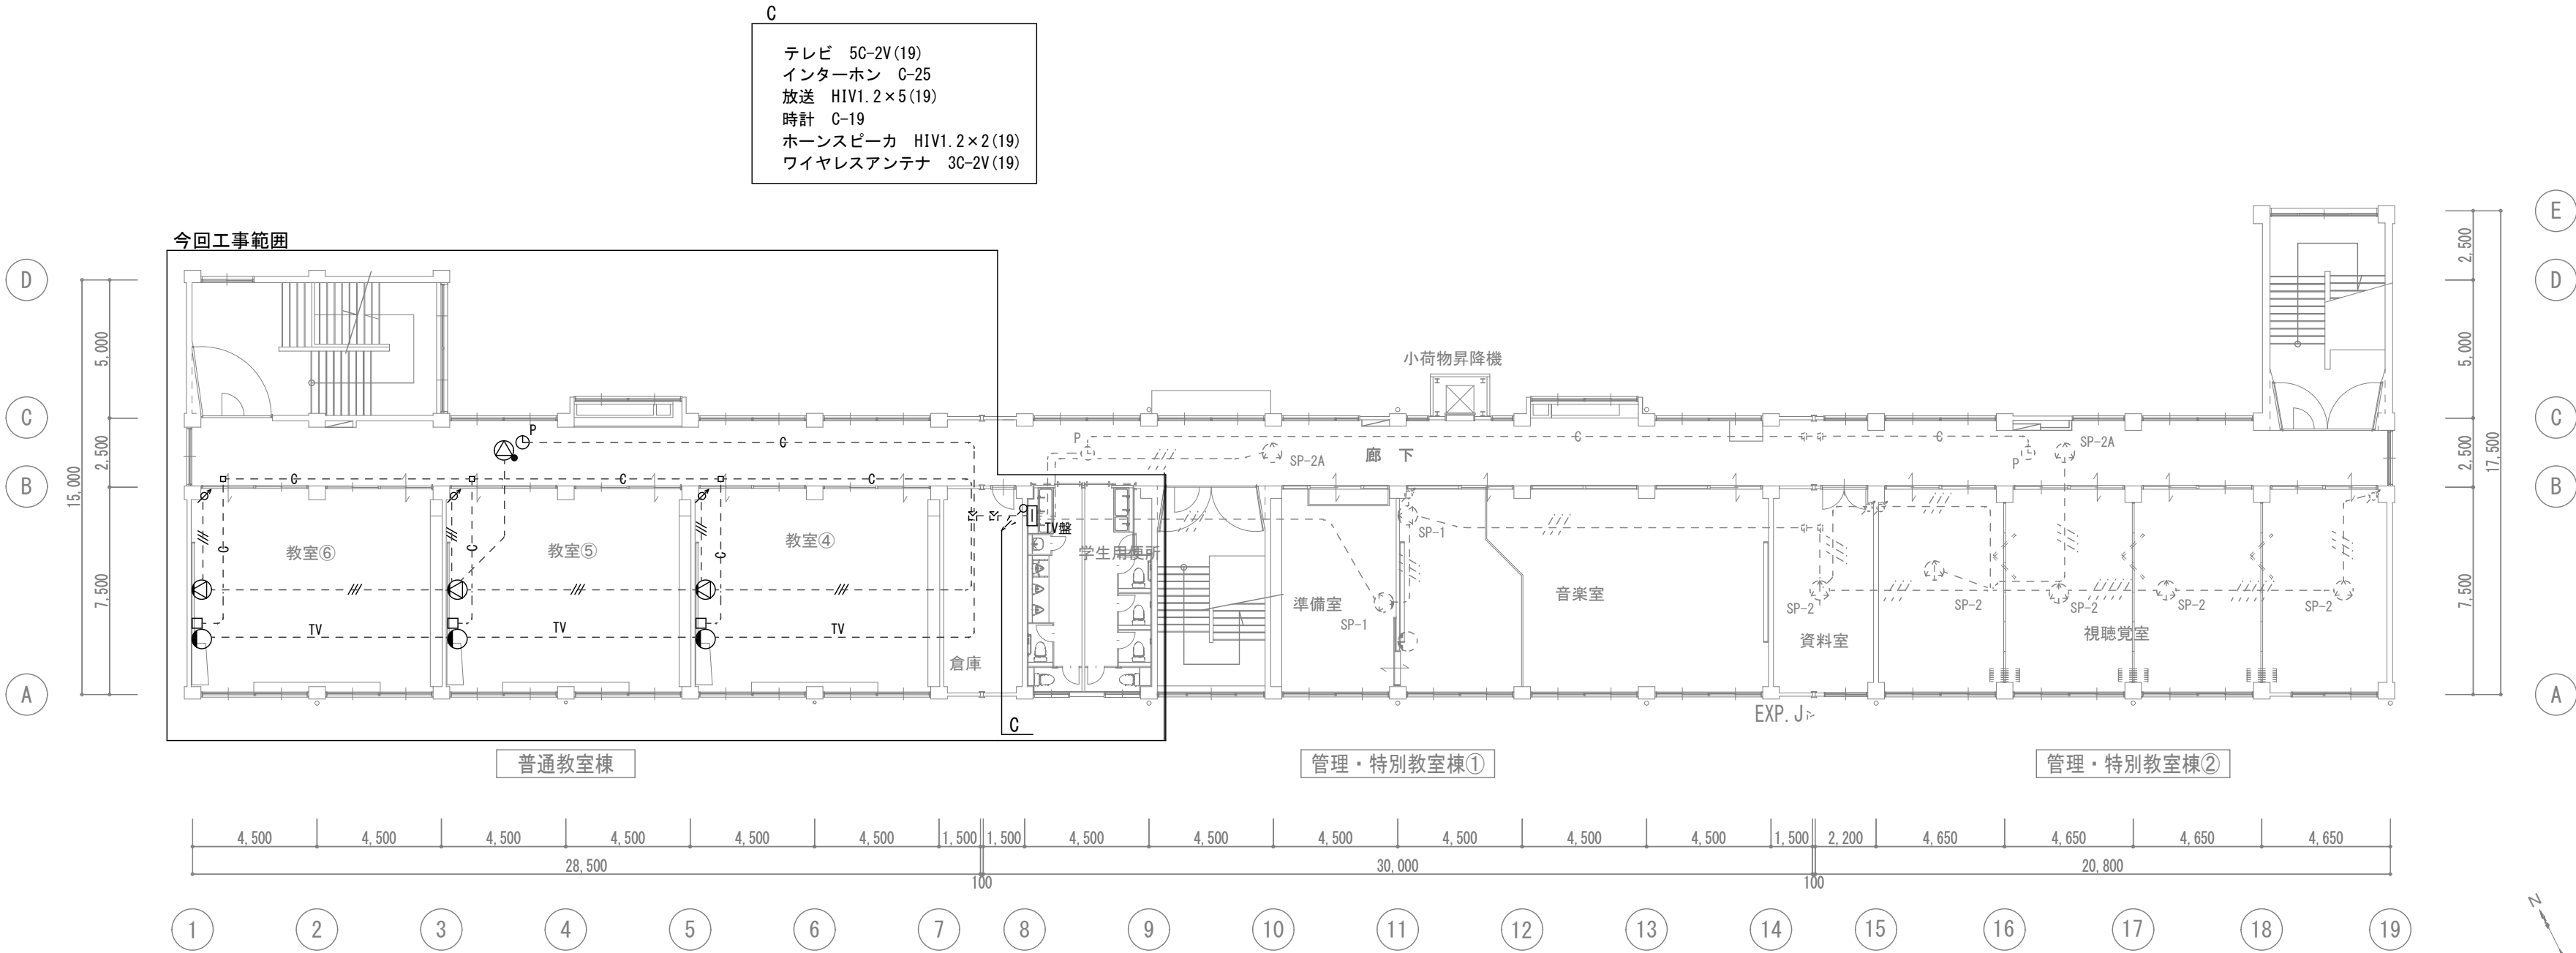 C
テレビ 5C-2V(19)
インターホン C-25
放送 HIV1.2×5(19)
時計 C-19
ホーンスピーカ HIV1.2×2(19)
ワイヤレスアンテナ 3C-2V(19)
今回工事範囲
E
D
D
2,500
5,000
5,000
小荷物昇降機
C
C
P
C
P
C
C
SP-2A
2,500
SP-2A
廊 下
P
2,500
17,500
15,000
C
C
C
B
B
TV盤
SP-1
教室⑥
C
教室⑤
C
教室④
C
学生用便所
7,500
準備室
SP-1
音楽室
SP-2
SP-2
SP-2
SP-2
SP-2
7,500
TV
TV
TV
資料室
視聴覚室
倉庫
A
A
C
EXP.J
普通教室棟
管理・特別教室棟①
管理・特別教室棟②
4,500 4,500 4,500 4,500 4,500 4,500 1,500 1,500 4,500 4,500 4,500 4,500 4,500 4,500 1,500 2,200 4,650 4,650 4,650 4,650
28,500 30,000 20,800
100 100
1 2 3 4 5 6 7 8 9 10 11 12 13 14 15 16 17 18 19
N